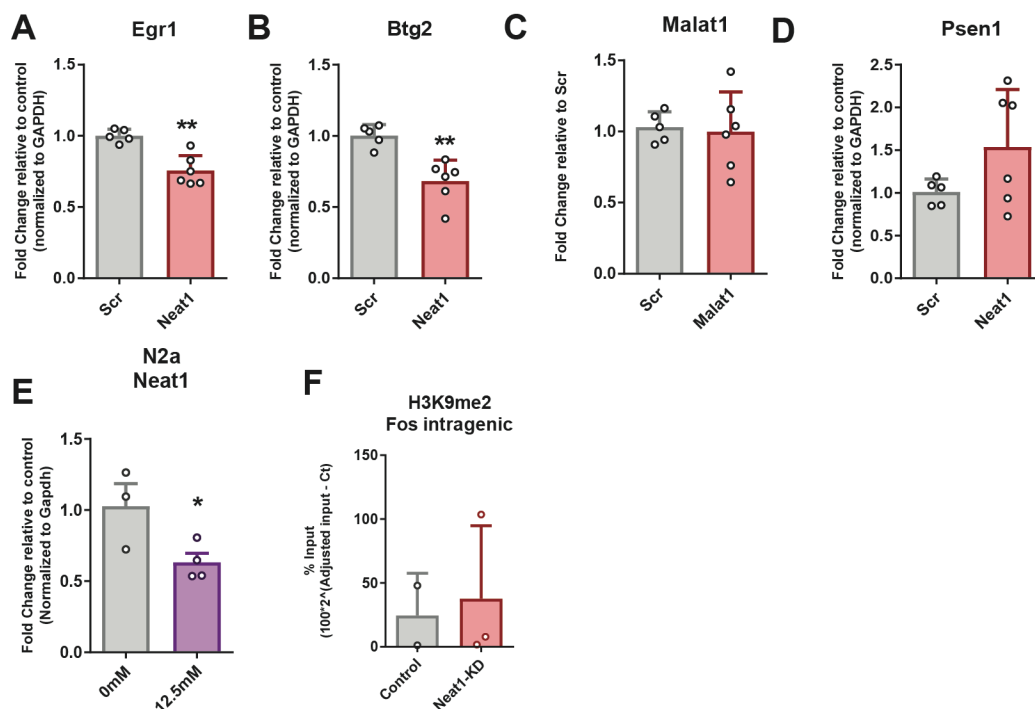 A
Egr1
Fold Change relative to control
(normalized to GAPDH)
1.5
1.0
0.5
0.0
**
Scr
Neat1
B
Btg2
Fold Change relative to control
(normalized to GAPDH)
1.5
1.0
0.5
0.0
**
Scr
Neat1
C
Malat1
Fold Change relative to Scr
1.5
1.0
0.5
0.0
Scr
Malat1
D
Psen1
Fold Change relative to control
(normalized to GAPDH)
2.5
2.0
1.5
1.0
0.5
0.0
Scr
Neat1
E
N2a
Neat1
Fold Change relative to control
(Normalized to Gapdh)
1.5
1.0
0.5
0.0
*
0mM
12.5mM
F
H3K9me2
Fos intragenic
% Input
(100*2^(Adjusted input - Ct)
150
100
50
0
Control
Neat1-KD